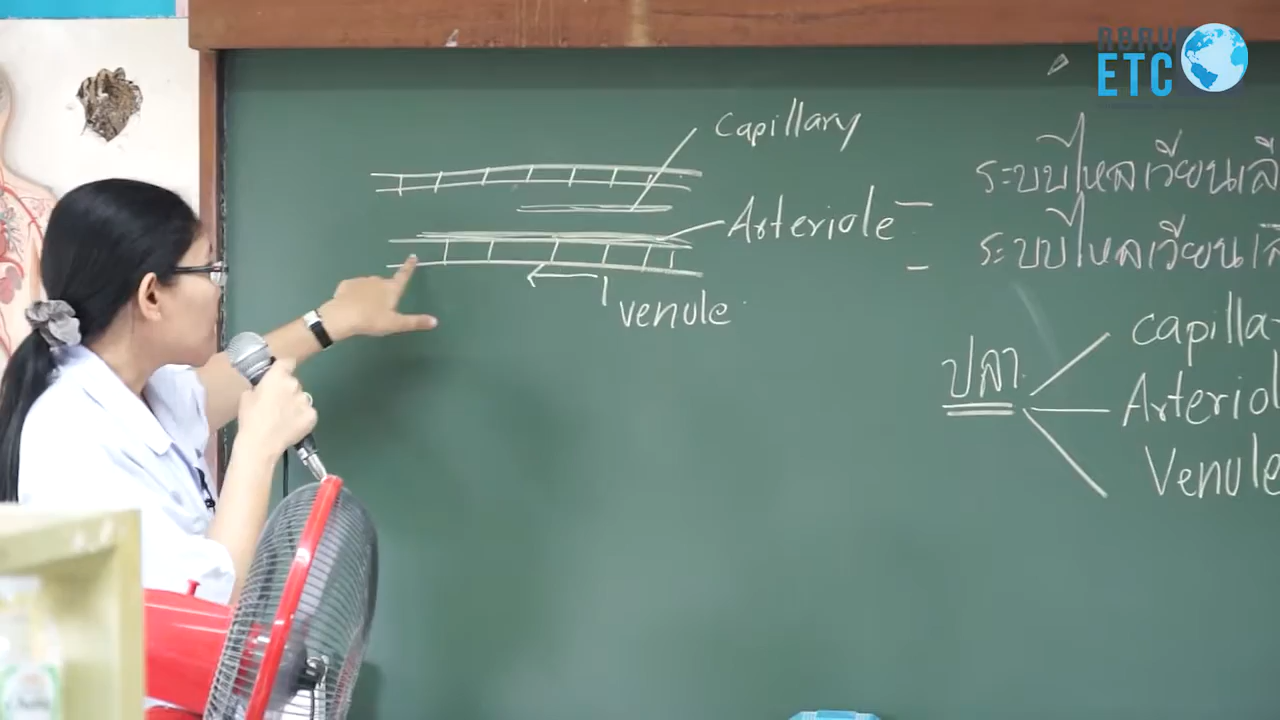 RBRU
ETC
Capillary
Arteriole
venule
ระบบไหลเวียนเลื
ระบบไหลเวียนเลื
ปลา
Capilla
Arteriol
Venule